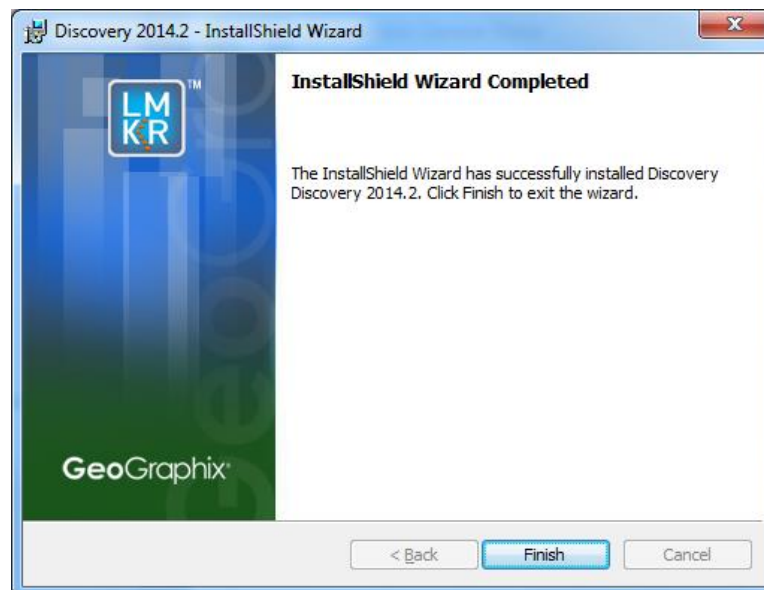 Discovery 2014.2 - InstallShield Wizard
LM
KR
TM
InstallShield Wizard Completed
The InstallShield Wizard has successfully installed Discovery
Discovery 2014.2. Click Finish to exit the wizard.
GeoGraphix
GeoGraphix
< Back
Finish
Cancel